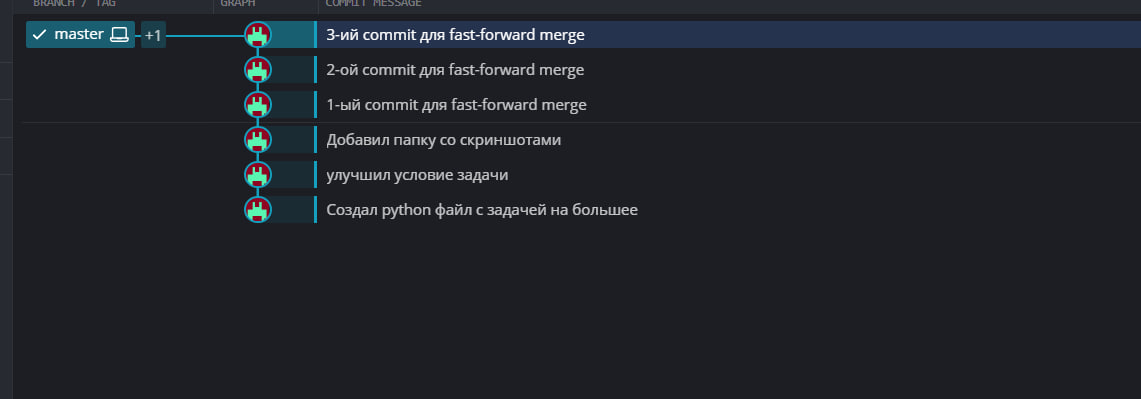 BRANCH / TAG
GRAPH
COMMIT MESSAGE
master +1
3-ий commit для fast-forward merge
2-ой commit для fast-forward merge
1-ый commit для fast-forward merge
Добавил папку со скриншотами
улучшил условие задачи
Создал python файл с задачей на большее